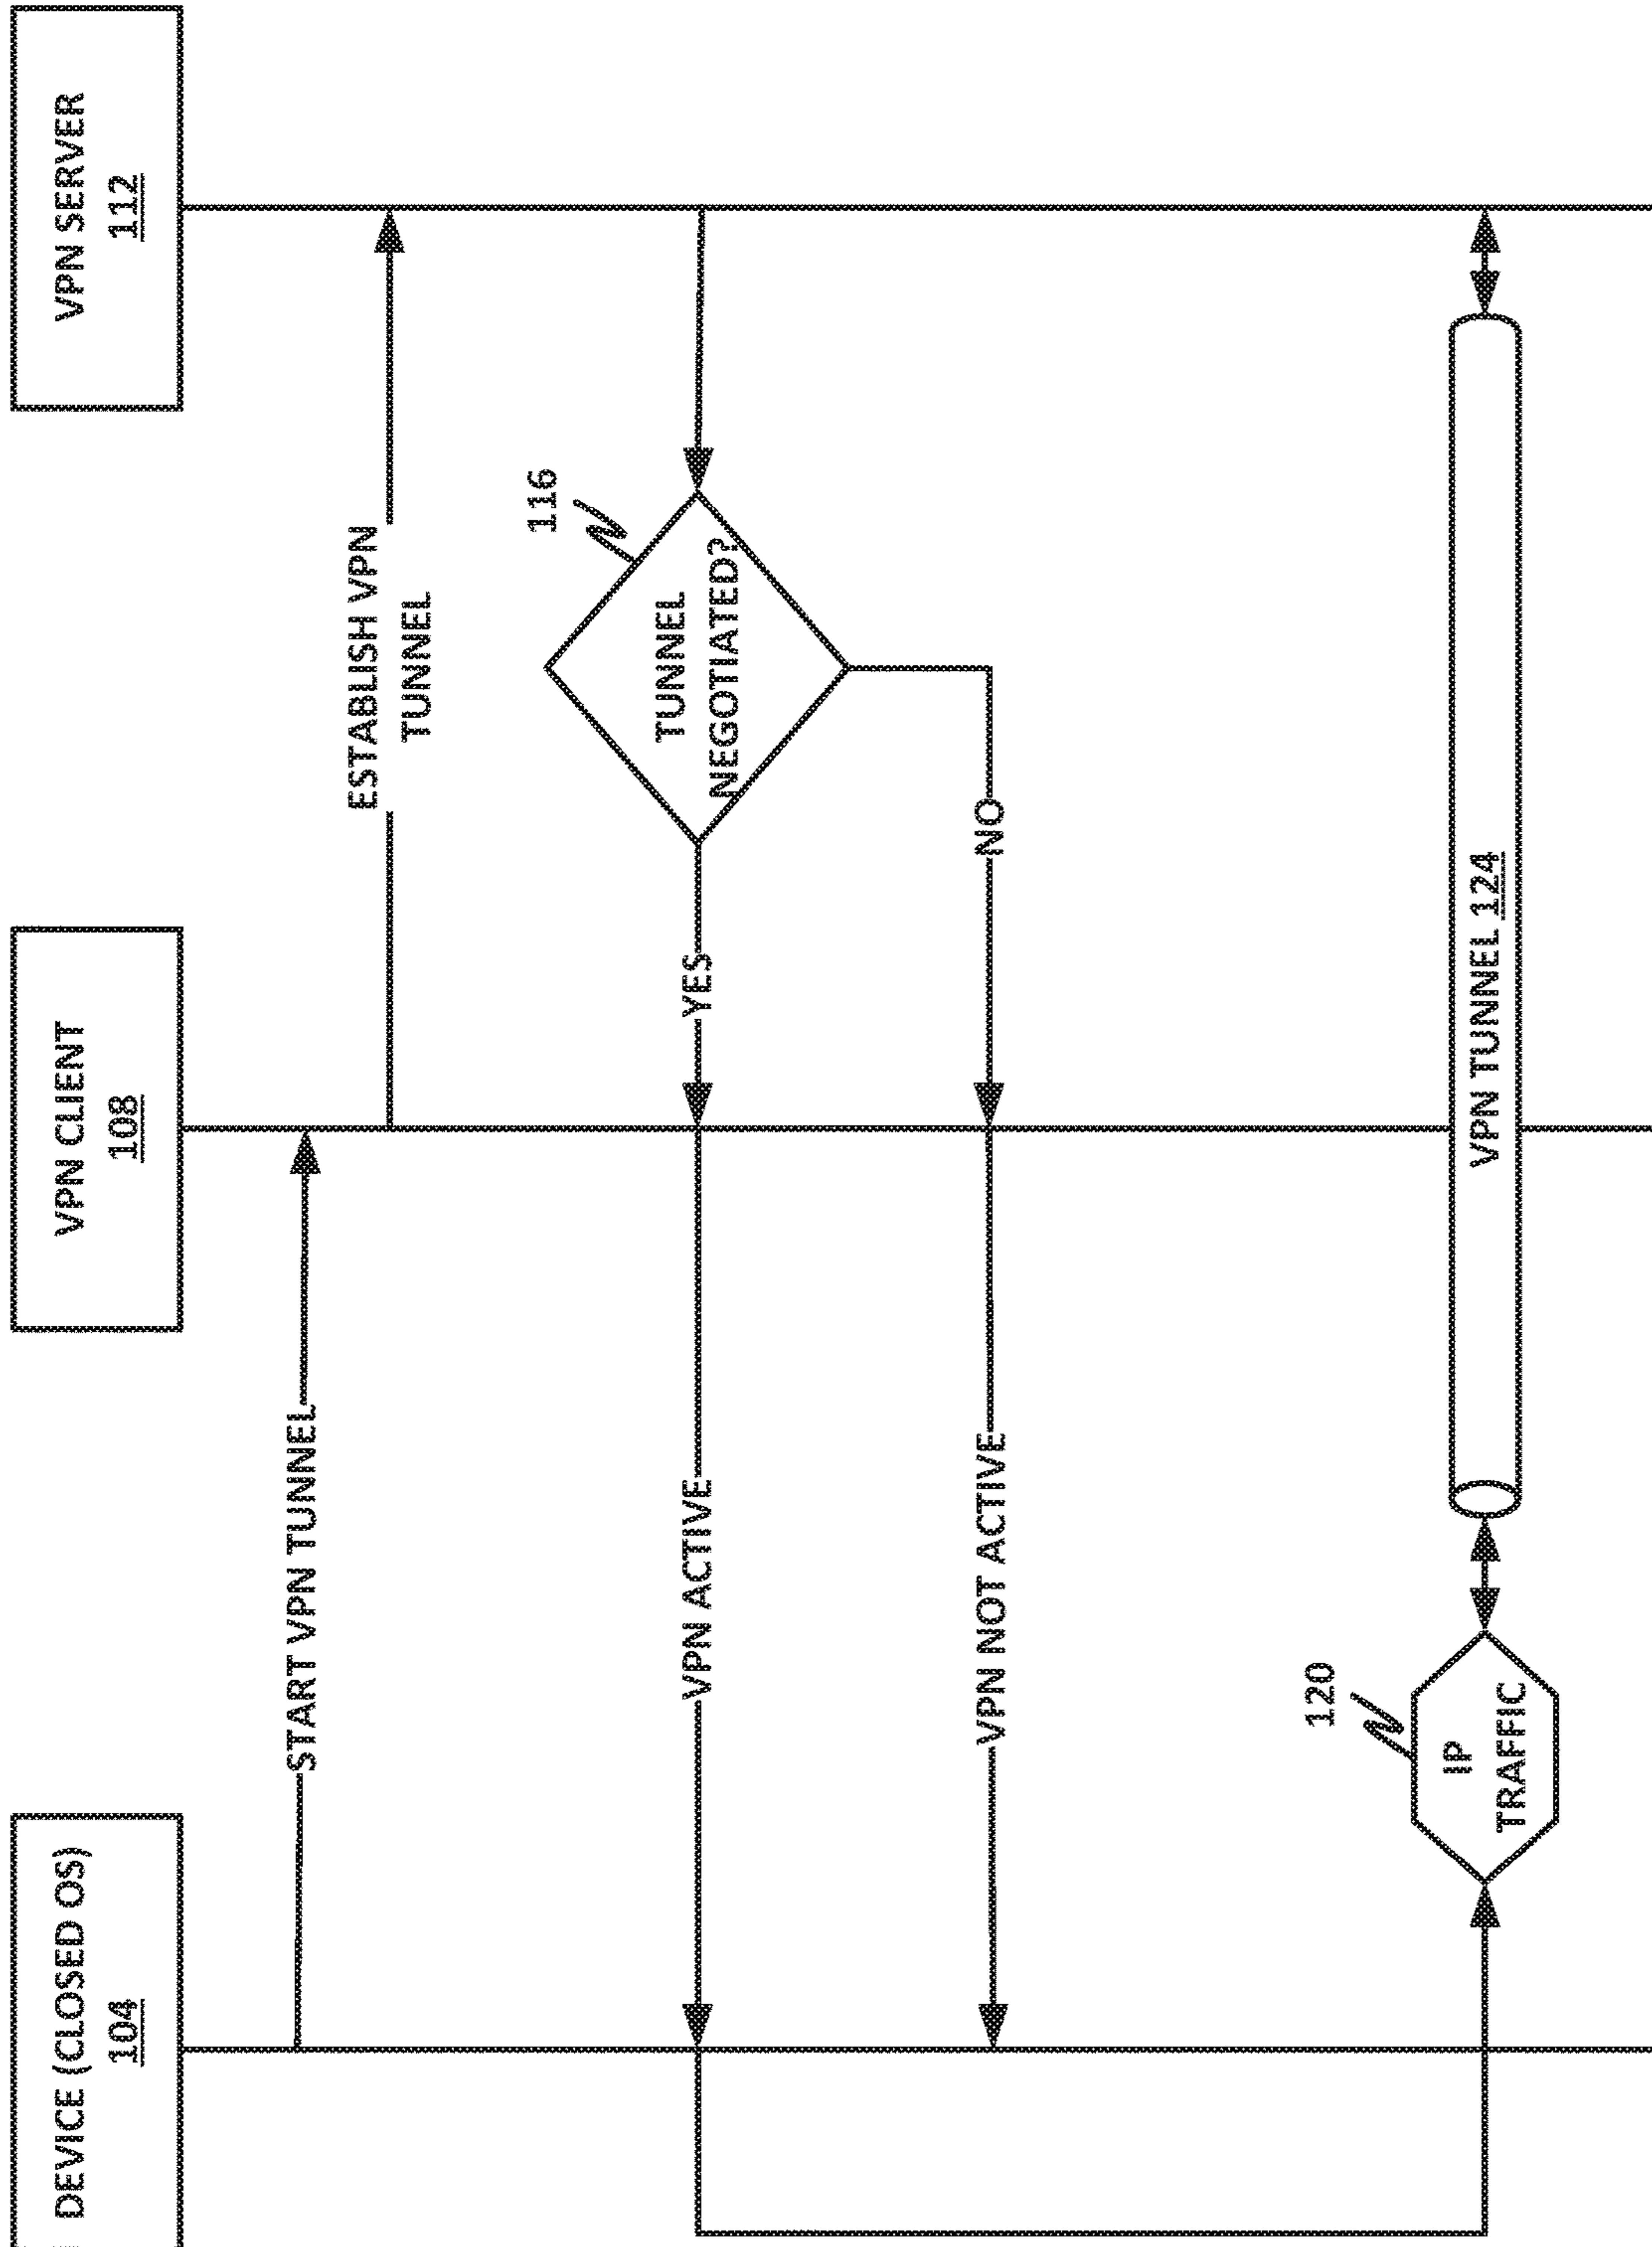 DEVICE (CLOSED OS)
104
VPN CLIENT
108
VPN SERVER
112
START VPN TUNNEL
ESTABLISH VPN
TUNNEL
116
TUNNEL
NEGOTIATED?
YES
VPN ACTIVE
NO
VPN NOT ACTIVE
120
IP
TRAFFIC
VPN TUNNEL 124